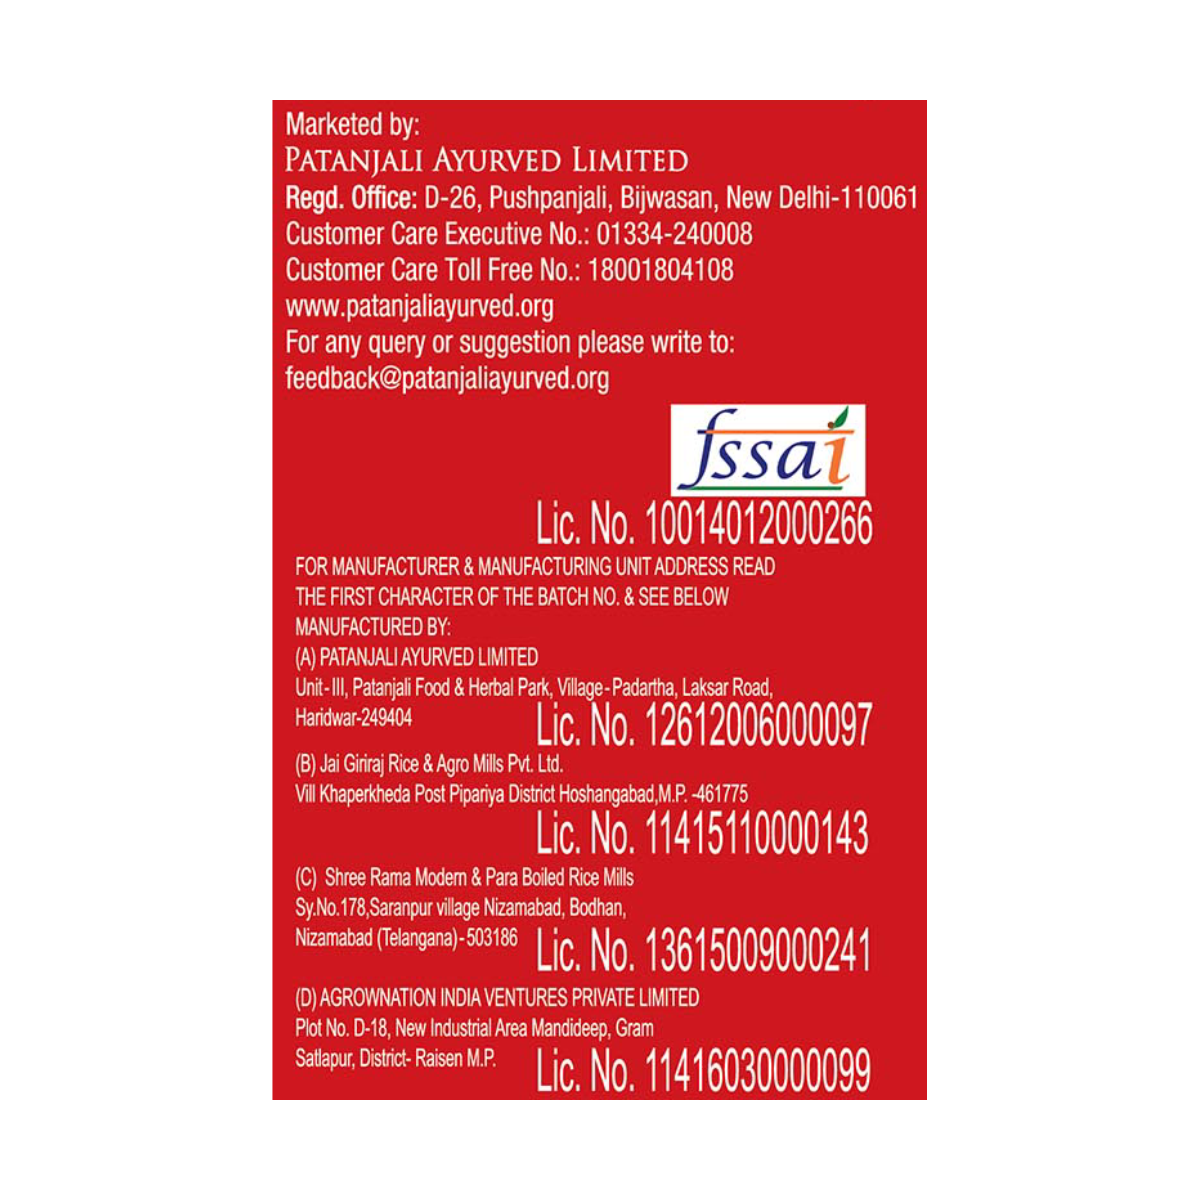 Marketed by:
PATANJALI AYURVED LIMITED
Regd. Office: D-26, Pushpanjali, Bijwasan, New Delhi-110061
Customer Care Executive No.: 01334-240008
Customer Care Toll Free No.: 18001804108
www.patanjaliayurved.org
For any query or suggestion please write to:
feedback@patanjaliayurved.org
fssai
Lic. No. 10014012000266
FOR MANUFACTURER & MANUFACTURING UNIT ADDRESS READ
THE FIRST CHARACTER OF THE BATCH NO. & SEE BELOW
MANUFACTURED BY:
(A) PATANJALI AYURVED LIMITED
Unit-III, Patanjali Food & Herbal Park, Village-Padartha, Laksar Road,
Haridwar-249404
Lic. No. 12612006000097
(B) Jai Giriraj Rice & Agro Mills Pvt. Ltd.
Vill Khaperkheda Post Pipariya District Hoshangabad,M.P. -461775
Lic. No. 11415110000143
(C) Shree Rama Modern & Para Boiled Rice Mills
Sy.No.178,Saranpur village Nizamabad, Bodhan,
Nizamabad (Telangana)-503186
Lic. No. 13615009000241
(D) AGROWNATION INDIA VENTURES PRIVATE LIMITED
Plot No. D-18, New Industrial Area Mandideep, Gram
Satlapur, District- Raisen M.P.
Lic. No. 11416030000099